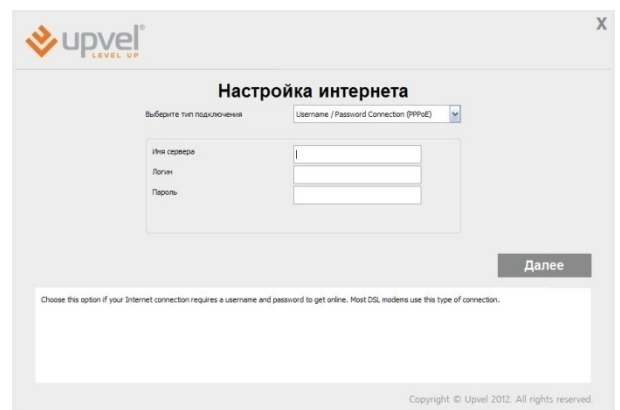 X
upvel®
LEVEL UP
Настройка интернета
Выберите тип подключения
Username / Password Connection (PPPoE)
Имя сервера
Логин
Пароль
Далее
Choose this option if your Internet connection requires a username and password to get online. Most DSL modems use this type of connection.
Copyright © Upvel 2012. All rights reserved.